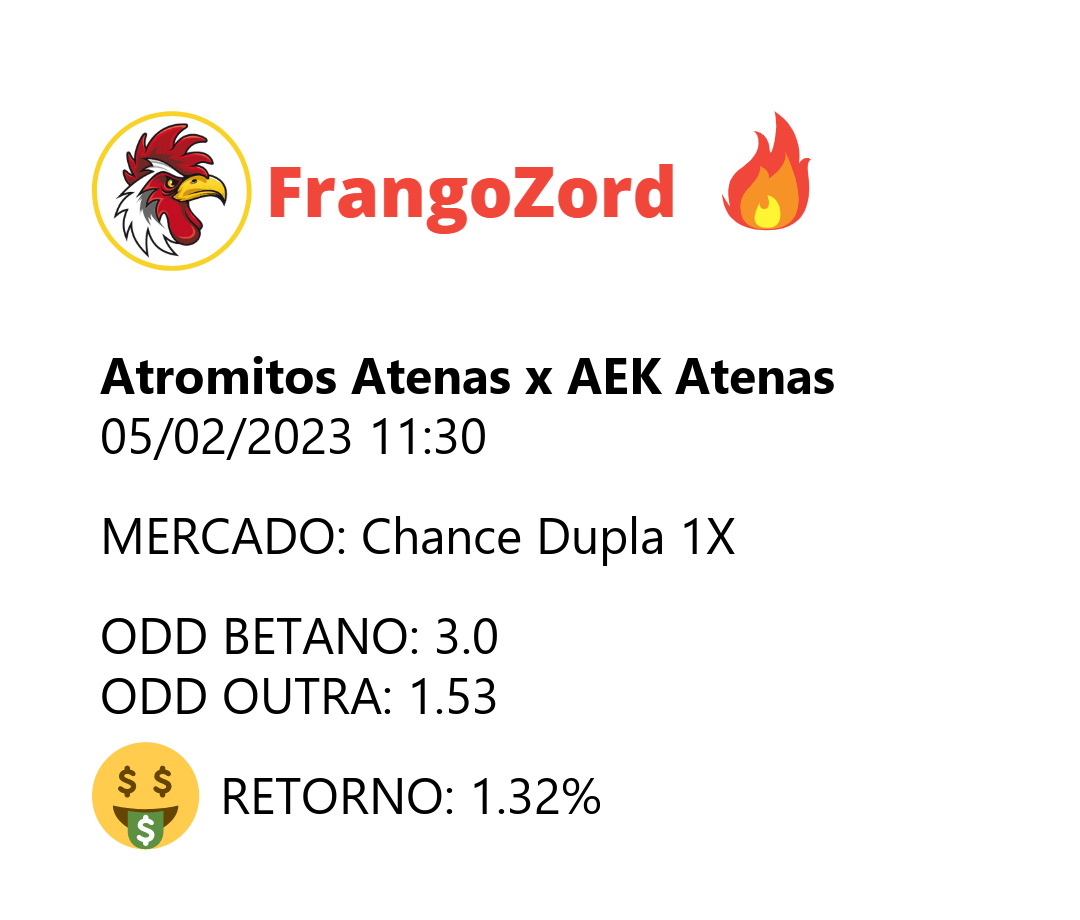 FrangoZord
Atromitos Atenas x AEK Atenas
05/02/2023 11:30
MERCADO: Chance Dupla 1X
ODD BETANO: 3.0
ODD OUTRA: 1.53
RETORNO: 1.32%